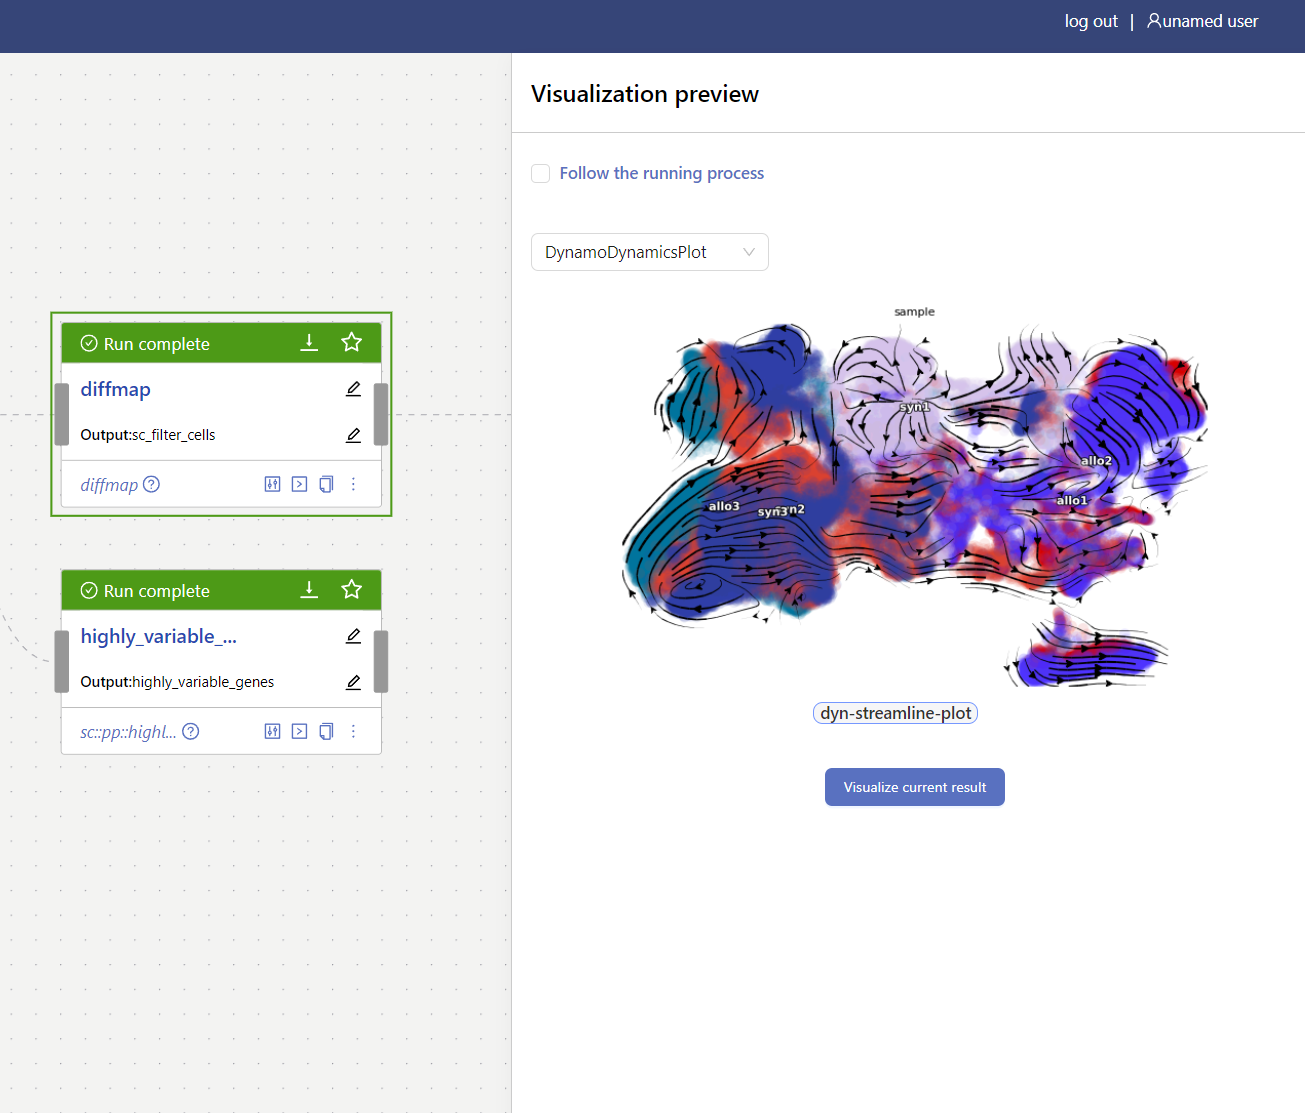 log out | unnamed user
Visualization preview
Follow the running process
DynamoDynamicsPlot
sample
syn1
allo2
allo1
allo3
syn3
n2
dyn-streamline-plot
Visualize current result
Run complete
diffmap
Output:sc_filter_cells
diffmap
Run complete
highly_variable_...
Output:highly_variable_genes
sc::pp::highl...